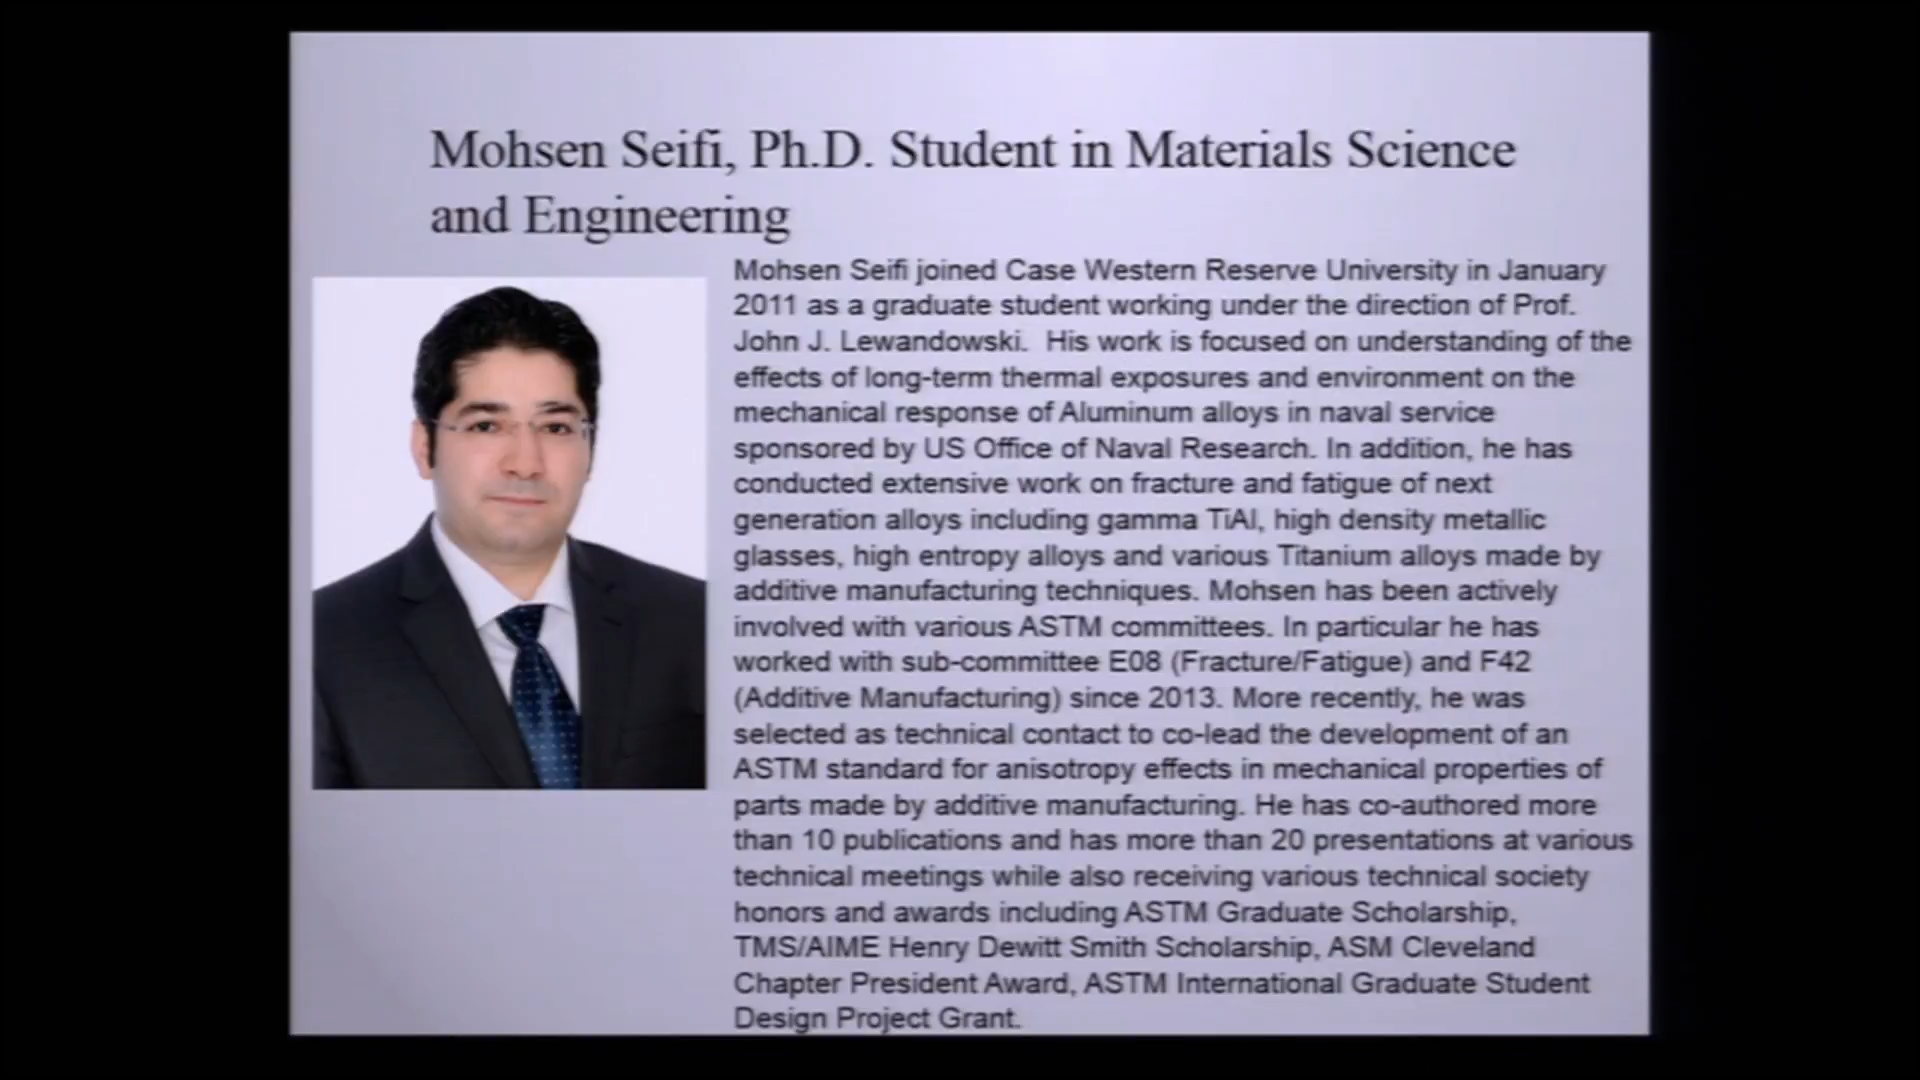 Mohsen Seifi, Ph.D. Student in Materials Science
and Engineering
Mohsen Seifi joined Case Western Reserve University in January
2011 as a graduate student working under the direction of Prof.
John J. Lewandowski.  His work is focused on understanding of the
effects of long-term thermal exposures and environment on the
mechanical response of Aluminum alloys in naval service
sponsored by US Office of Naval Research. In addition, he has
conducted extensive work on fracture and fatigue of next
generation alloys including gamma TiAl, high density metallic
glasses, high entropy alloys and various Titanium alloys made by
additive manufacturing techniques. Mohsen has been actively
involved with various ASTM committees. In particular he has
worked with sub-committee E08 (Fracture/Fatigue) and F42
(Additive Manufacturing) since 2013. More recently, he was
selected as technical contact to co-lead the development of an
ASTM standard for anisotropy effects in mechanical properties of
parts made by additive manufacturing. He has co-authored more
than 10 publications and has more than 20 presentations at various
technical meetings while also receiving various technical society
honors and awards including ASTM Graduate Scholarship,
TMS/AIME Henry Dewitt Smith Scholarship, ASM Cleveland
Chapter President Award, ASTM International Graduate Student
Design Project Grant.